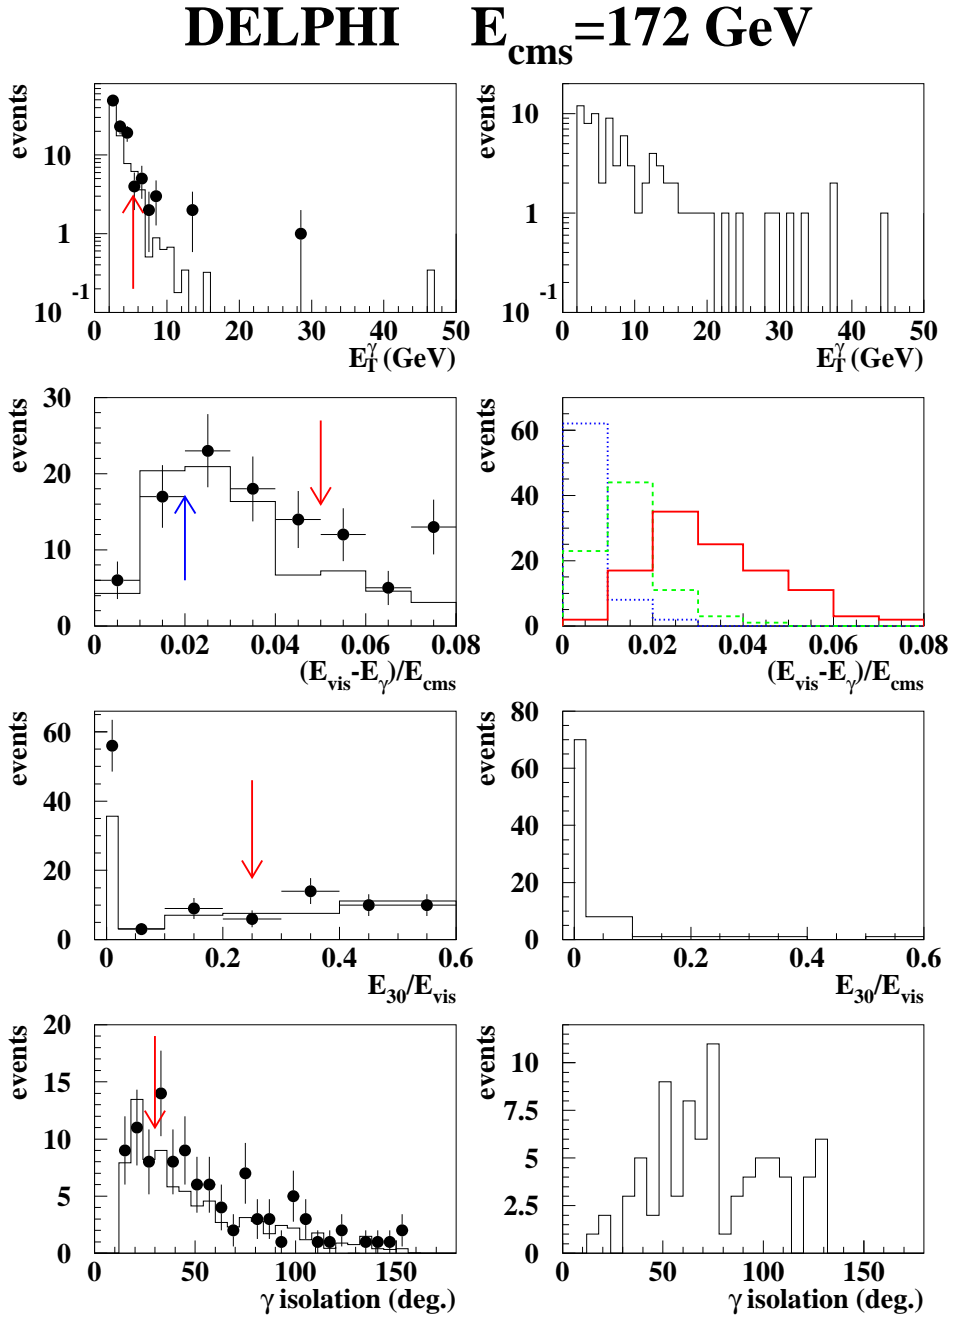 DELPHI E_cms=172 GeV
events
10
1
10^-1
0 10 20 30 40 50
E_T^γ (GeV)
events
10
1
10^-1
0 10 20 30 40 50
E_T^γ (GeV)
events
30
20
10
0
0 0.02 0.04 0.06 0.08
(E_vis-E_γ)/E_cms
events
60
40
20
0
0 0.02 0.04 0.06 0.08
(E_vis-E_γ)/E_cms
events
60
40
20
0
0 0.2 0.4 0.6
E_30/E_vis
events
80
60
40
20
0
0 0.2 0.4 0.6
E_30/E_vis
events
20
15
10
5
0
0 50 100 150
γ isolation (deg.)
events
10
7.5
5
2.5
0
0 50 100 150
γ isolation (deg.)